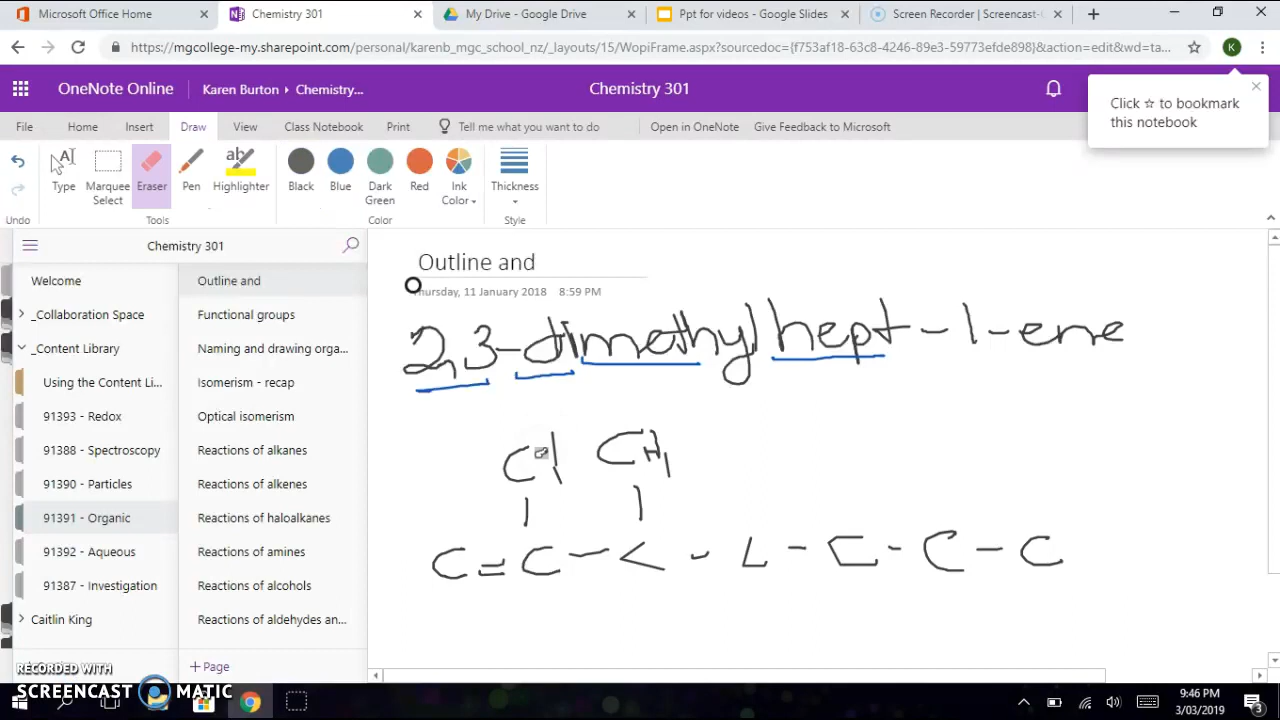 Microsoft Office Home
Chemistry 301
My Drive - Google Drive
Ppt for videos - Google Slides
Screen Recorder | Screencast-O
https://mgcollege-my.sharepoint.com/personal/karenb_mgc_school_nz/_layouts/15/WopiFrame.aspx?sourcedoc={f753af18-63c8-4246-89e3-59773efde898}&action=edit&wd=ta...
K
OneNote Online
Karen Burton
Chemistry...
Chemistry 301
Click ☆ to bookmark
this notebook
File Home Insert Draw View Class Notebook Print Tell me what you want to do Open in OneNote Give Feedback to Microsoft
Type
Marquee
Select
Eraser
Pen
Highlighter
Black
Blue
Dark
Green
Red
Ink
Color
Thickness
Undo Tools Color Style
Chemistry 301
Welcome
_Collaboration Space
_Content Library
Using the Content Li...
91393 - Redox
91388 - Spectroscopy
91390 - Particles
91391 - Organic
91392 - Aqueous
91387 - Investigation
Caitlin King
Outline and
Functional groups
Naming and drawing orga...
Isomerism - recap
Optical isomerism
Reactions of alkanes
Reactions of alkenes
Reactions of haloalkanes
Reactions of amines
Reactions of alcohols
Reactions of aldehydes an...
+ Page
Outline and
Thursday, 11 January 2018 8:59 PM
2,3-dimethylhept-1-ene
C = C - C - C - C - C - C
RECORDED WITH
SCREENCAST MATIC
9:46 PM
3/03/2019
3